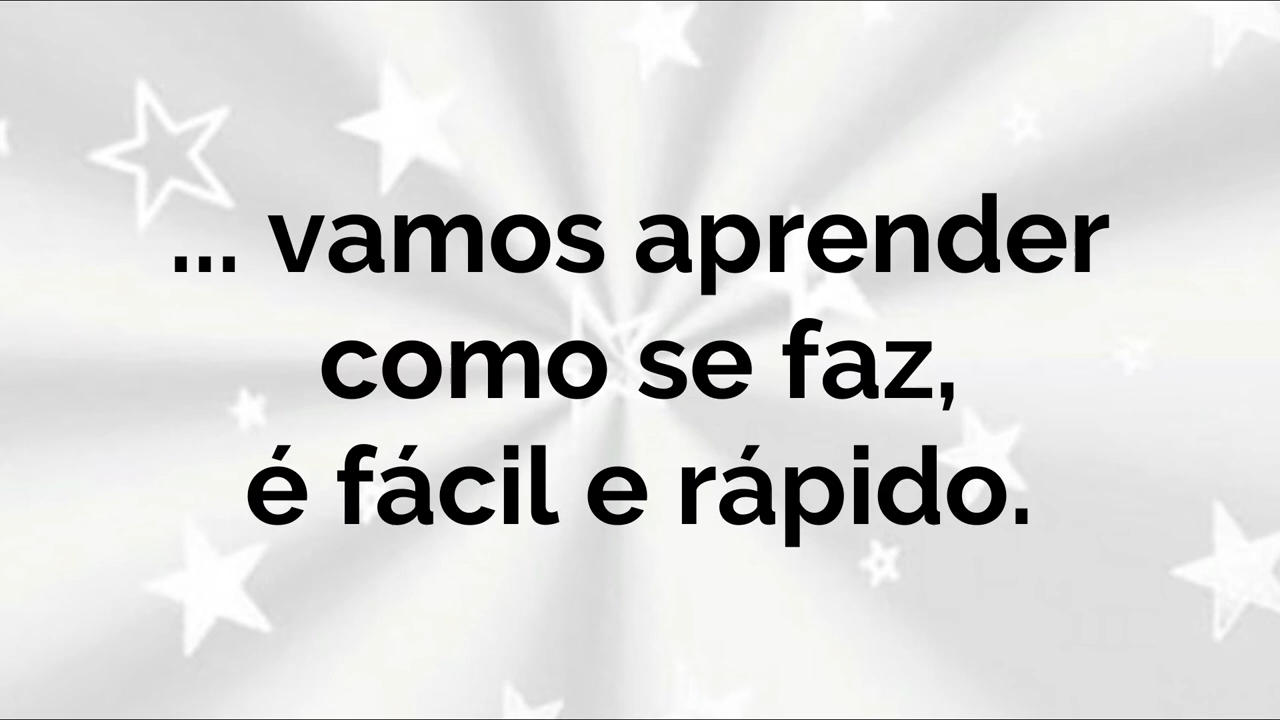 ... vamos aprender
como se faz,
é fácil e rápido.